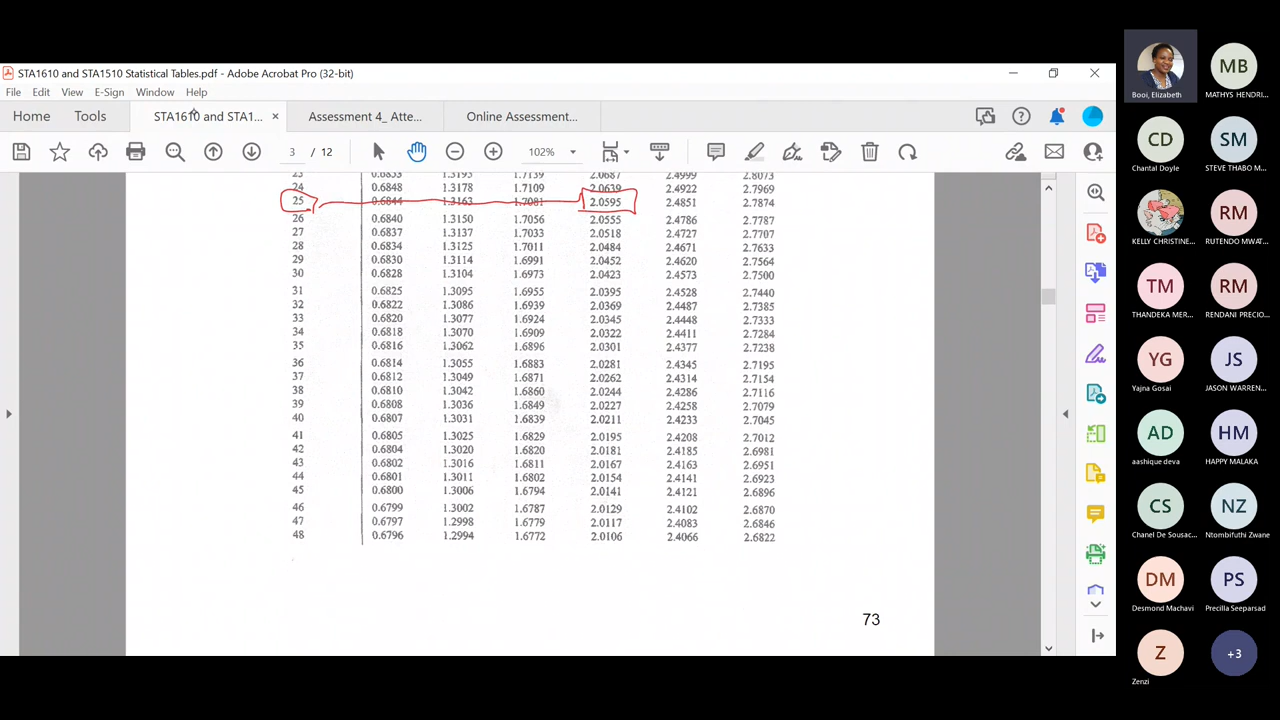 STA1610 and STA1510 Statistical Tables.pdf - Adobe Acrobat Pro (32-bit)
File Edit View E-Sign Window Help
Home Tools STA1610 and STA1... × Assessment 4_ Atte... Online Assessment...
3 / 12 102%
23 0.6853 1.3195 1.7139 2.0687 2.4999 2.8073
24 0.6848 1.3178 1.7109 2.0639 2.4922 2.7969
25 0.6844 1.3163 1.7081 2.0595 2.4851 2.7874
26 0.6840 1.3150 1.7056 2.0555 2.4786 2.7787
27 0.6837 1.3137 1.7033 2.0518 2.4727 2.7707
28 0.6834 1.3125 1.7011 2.0484 2.4671 2.7633
29 0.6830 1.3114 1.6991 2.0452 2.4620 2.7564
30 0.6828 1.3104 1.6973 2.0423 2.4573 2.7500
31 0.6825 1.3095 1.6955 2.0395 2.4528 2.7440
32 0.6822 1.3086 1.6939 2.0369 2.4487 2.7385
33 0.6820 1.3077 1.6924 2.0345 2.4448 2.7333
34 0.6818 1.3070 1.6909 2.0322 2.4411 2.7284
35 0.6816 1.3062 1.6896 2.0301 2.4377 2.7238
36 0.6814 1.3055 1.6883 2.0281 2.4345 2.7195
37 0.6812 1.3049 1.6871 2.0262 2.4314 2.7154
38 0.6810 1.3042 1.6860 2.0244 2.4286 2.7116
39 0.6808 1.3036 1.6849 2.0227 2.4258 2.7079
40 0.6807 1.3031 1.6839 2.0211 2.4233 2.7045
41 0.6805 1.3025 1.6829 2.0195 2.4208 2.7012
42 0.6804 1.3020 1.6820 2.0181 2.4185 2.6981
43 0.6802 1.3016 1.6811 2.0167 2.4163 2.6951
44 0.6801 1.3011 1.6802 2.0154 2.4141 2.6923
45 0.6800 1.3006 1.6794 2.0141 2.4121 2.6896
46 0.6799 1.3002 1.6787 2.0129 2.4102 2.6870
47 0.6797 1.2998 1.6779 2.0117 2.4083 2.6846
48 0.6796 1.2994 1.6772 2.0106 2.4066 2.6822
73
Booi, Elizabeth
MB
MATHYS HENDRI...
CD
Chantal Doyle
SM
STEVE THABO M...
KELLY CHRISTINE...
RM
RUTENDO MWAT...
TM
THANDEKA MER...
RM
RENDANI PRECIO...
YG
Yajna Gosai
JS
JASON WARREN...
AD
aashique deva
HM
HAPPY MALAKA
CS
Chanel De Sousa...
NZ
Ntombifuthi Zwane
DM
Desmond Machavi
PS
Precilla Seeparsad
Z
Zenzi
+3